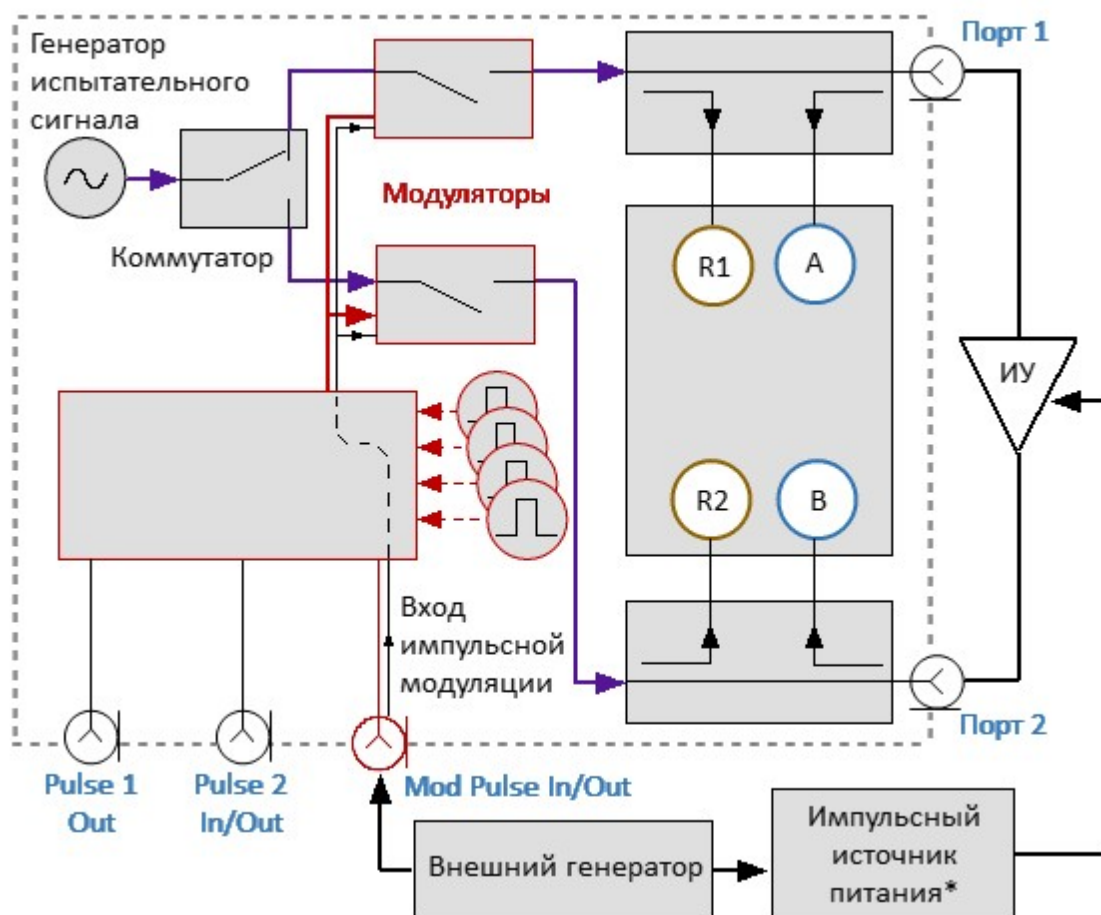 Генератор
испытательного
сигнала
Порт 1
Модуляторы
Коммутатор
R1
A
ИУ
R2
B
Вход
импульсной
модуляции
Порт 2
Pulse 1
Out
Pulse 2
In/Out
Mod Pulse In/Out
Внешний генератор
Импульсный
источник
питания*